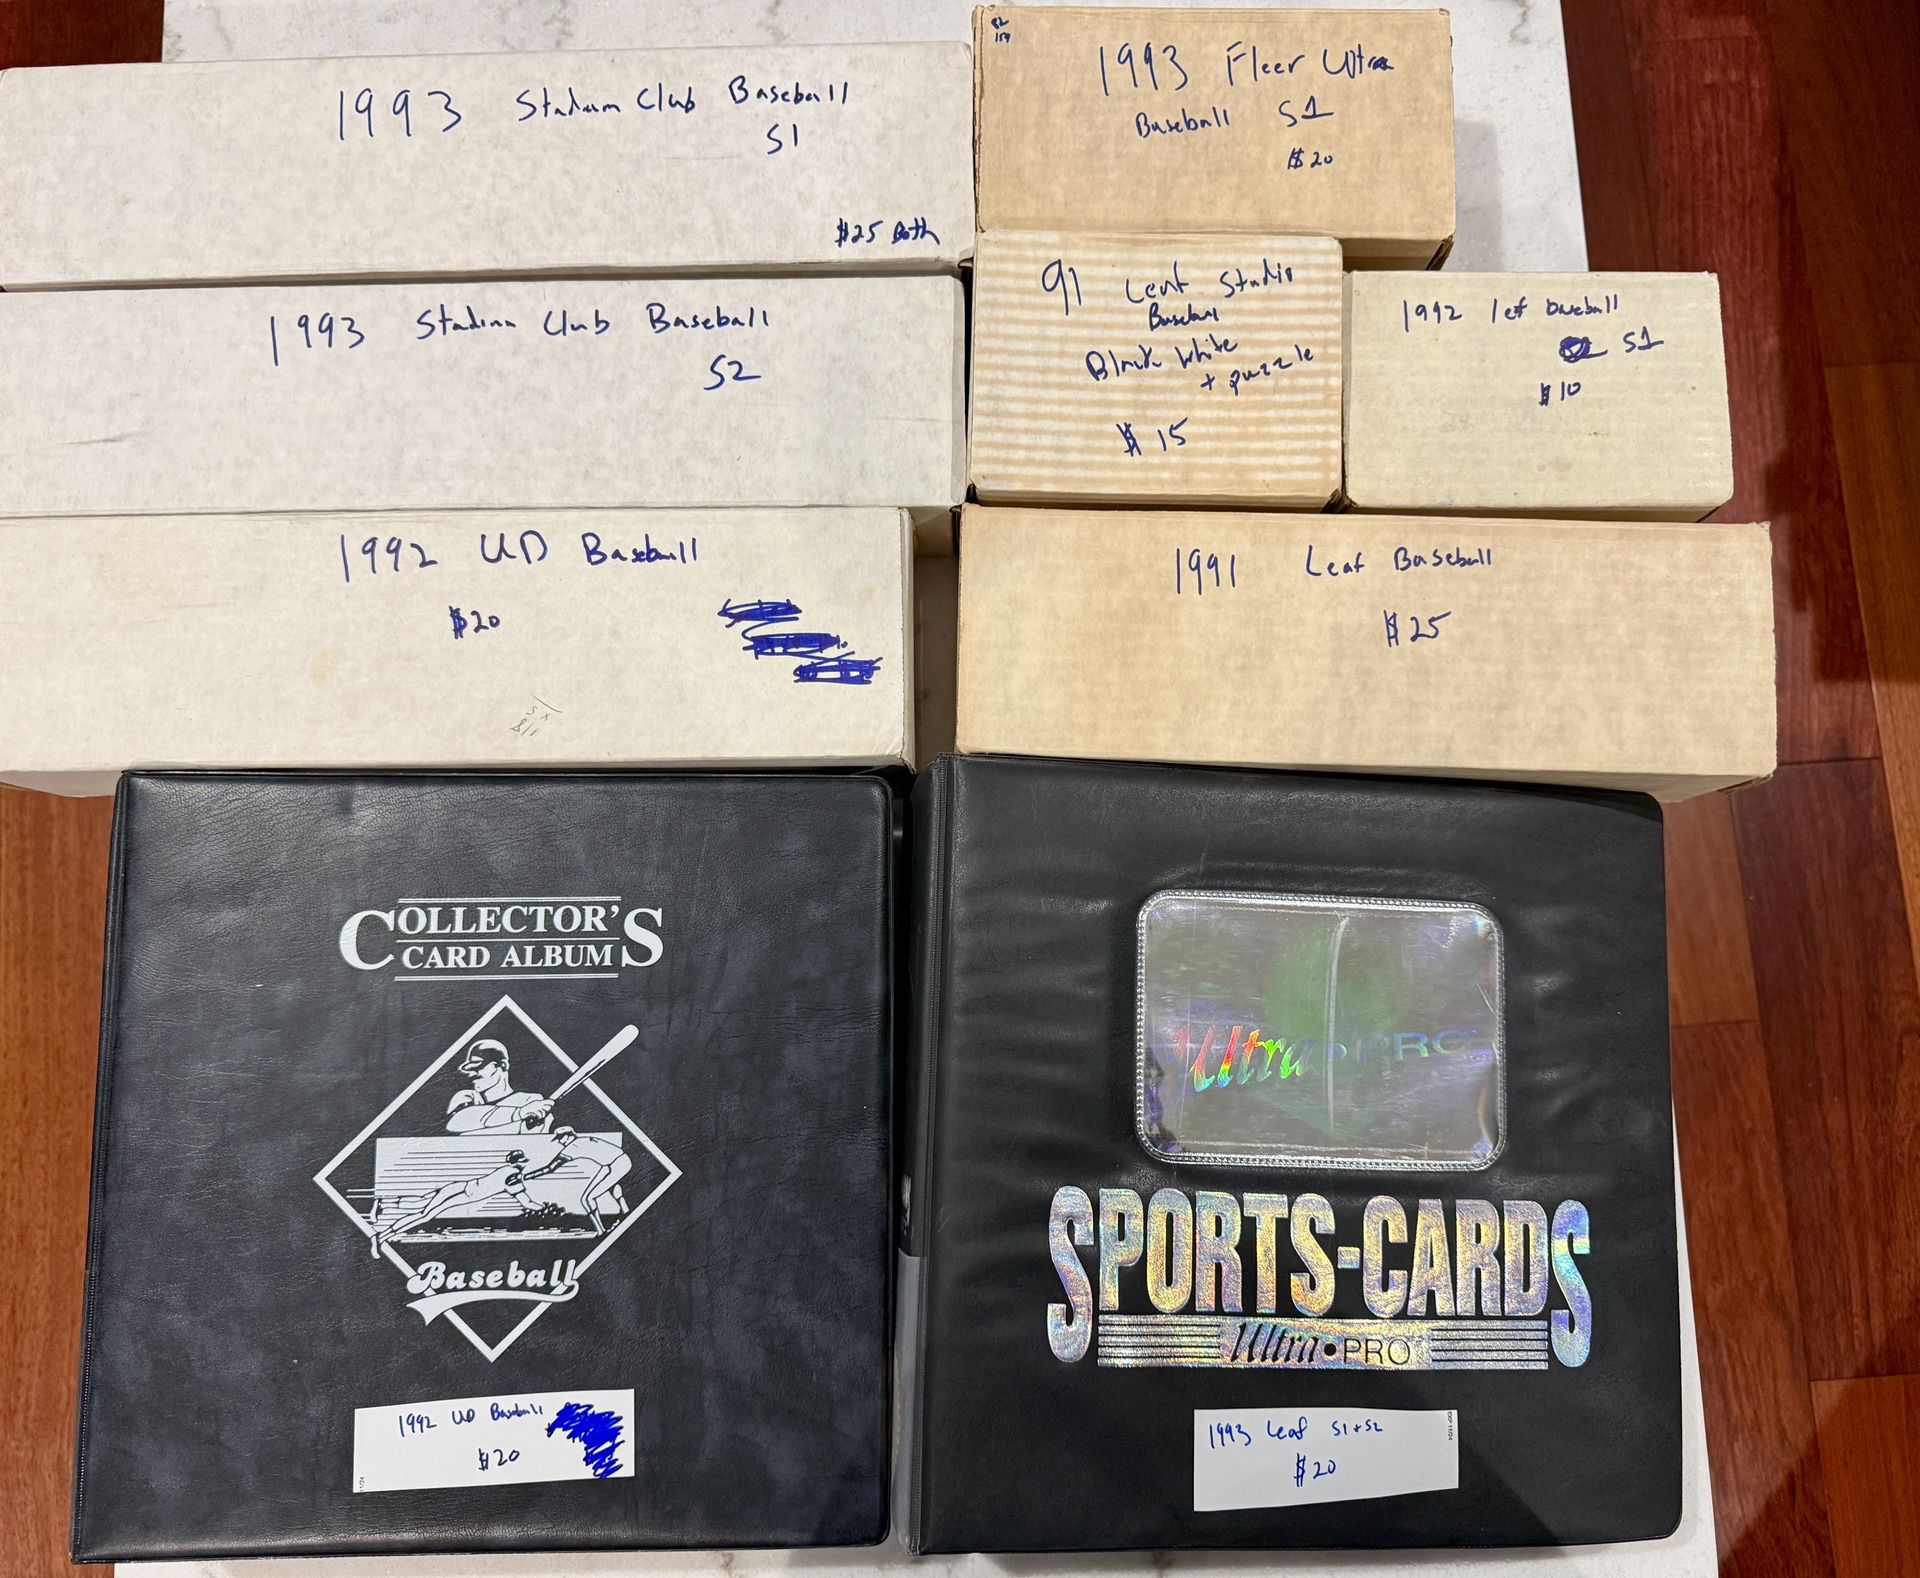 1993 Stadium Club Baseball
S1
$25 Both
1993 Stadium Club Baseball
S2
1992 UD Baseball
$20
1993 Fleer Ultra
Baseball S1
$20
91 Leaf Studio
Baseball
Black White
+ puzzle
$15
1992 lef baseball
S1
$10
1991 Leaf Baseball
$25
COLLECTOR'S
CARD ALBUM
Baseball
1992 UD Baseball
$20
Ultra • PRO
SPORTS-CARDS
Ultra • PRO
1993 Leaf S1+S2
$20